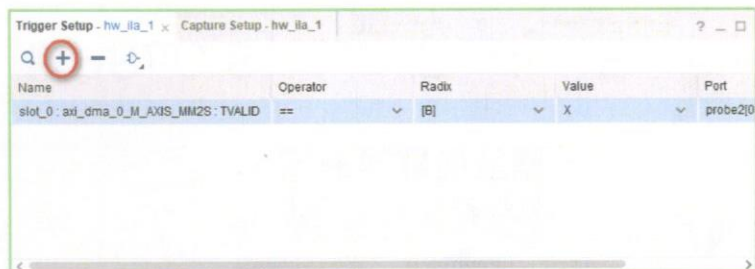 Trigger Setup - hw_ila_1 × Capture Setup - hw_ila_1 ? _ □
Name Operator Radix Value Port
slot_0 : axi_dma_0_M_AXIS_MM2S : TVALID == [B] X probe2[0